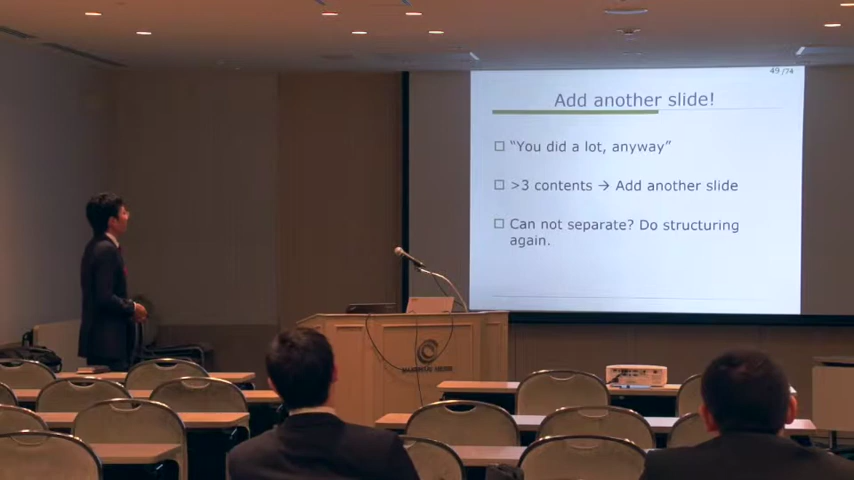 49/74
Add another slide!
□ “You did a lot, anyway”
□ >3 contents → Add another slide
□ Can not separate? Do structuring
again.